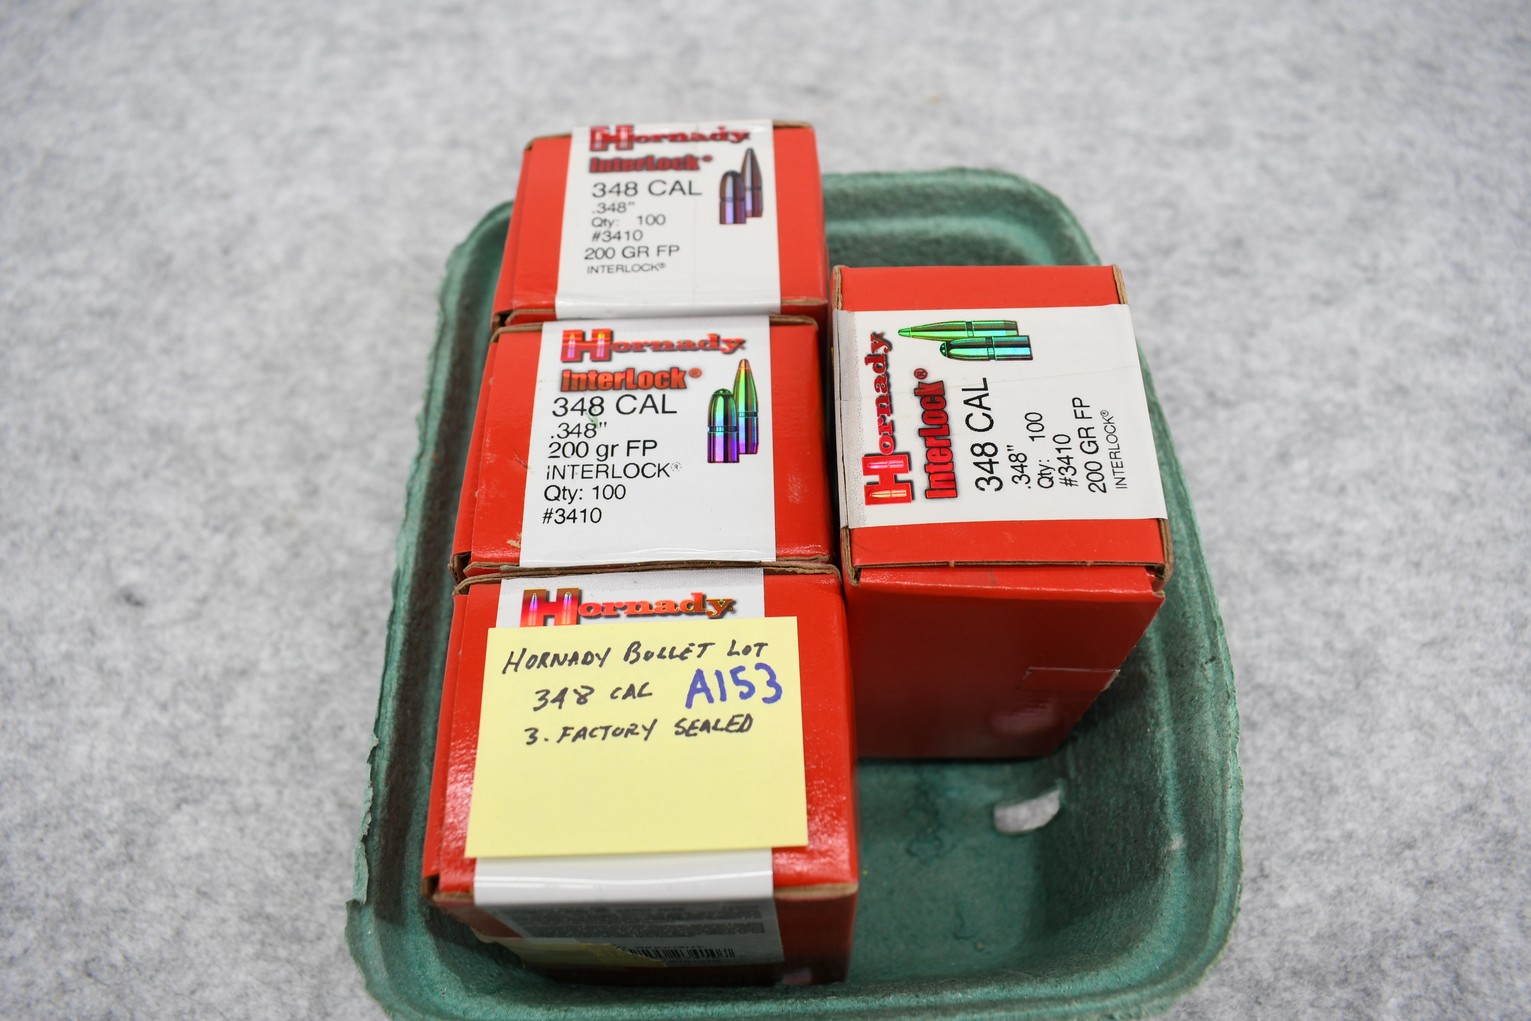 Hornady
InterLock®
348 CAL
.348"
Qty: 100
#3410
200 GR FP
INTERLOCK®
Hornady
InterLock®
348 CAL
.348"
200 gr FP
INTERLOCK®
Qty: 100
#3410
Hornady
InterLock®
348 CAL
.348"
Qty: 100
#3410
200 GR FP
INTERLOCK®
Hornady
HORNADY BULLET LOT
348 CAL A153
3. FACTORY SEALED